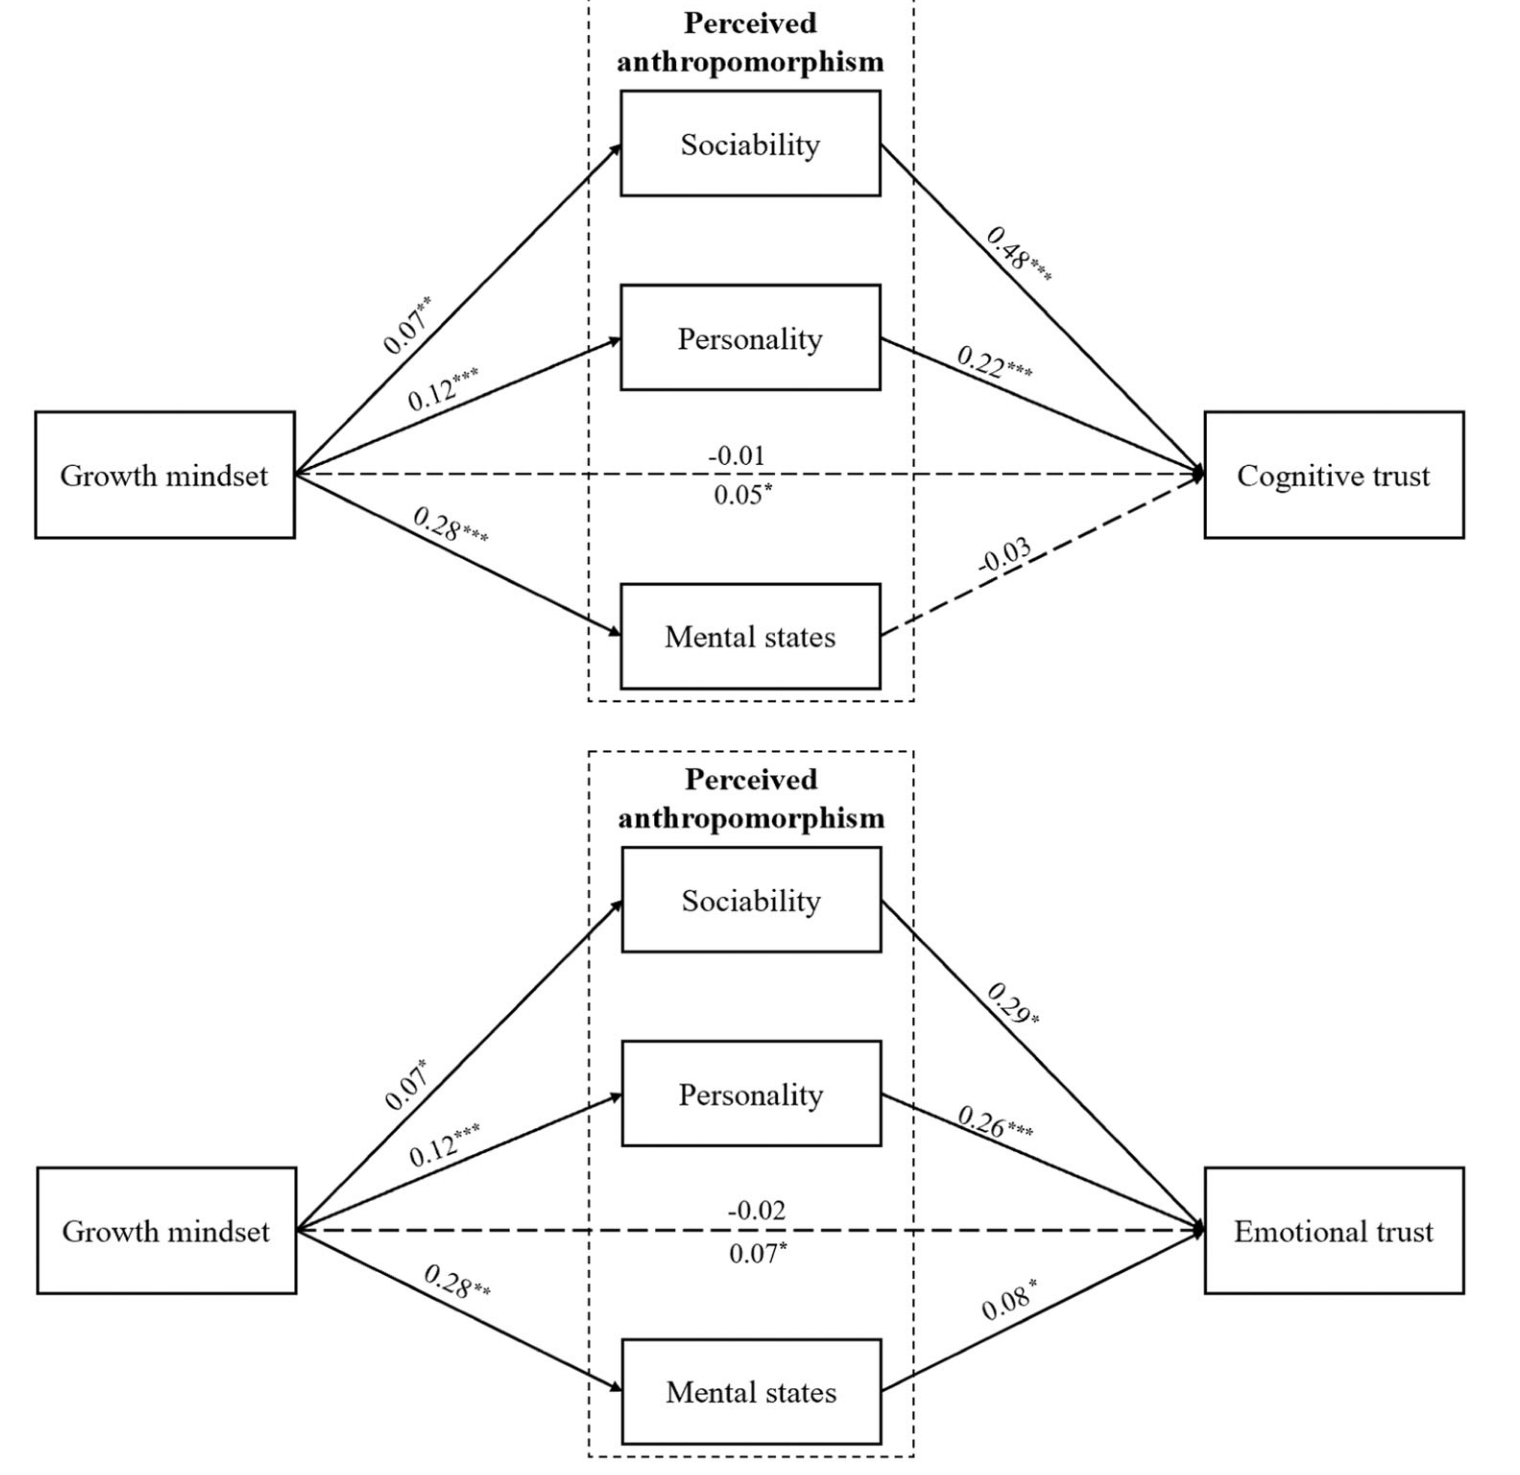 Perceived
anthropomorphism
Sociability
0.48***
0.07**
Personality
0.22***
0.12***
Growth mindset
-0.01
0.05*
Cognitive trust
0.28***
-0.03
Mental states
Perceived
anthropomorphism
Sociability
0.29*
0.07*
Personality
0.26***
0.12***
Growth mindset
-0.02
0.07*
Emotional trust
0.28**
0.08*
Mental states